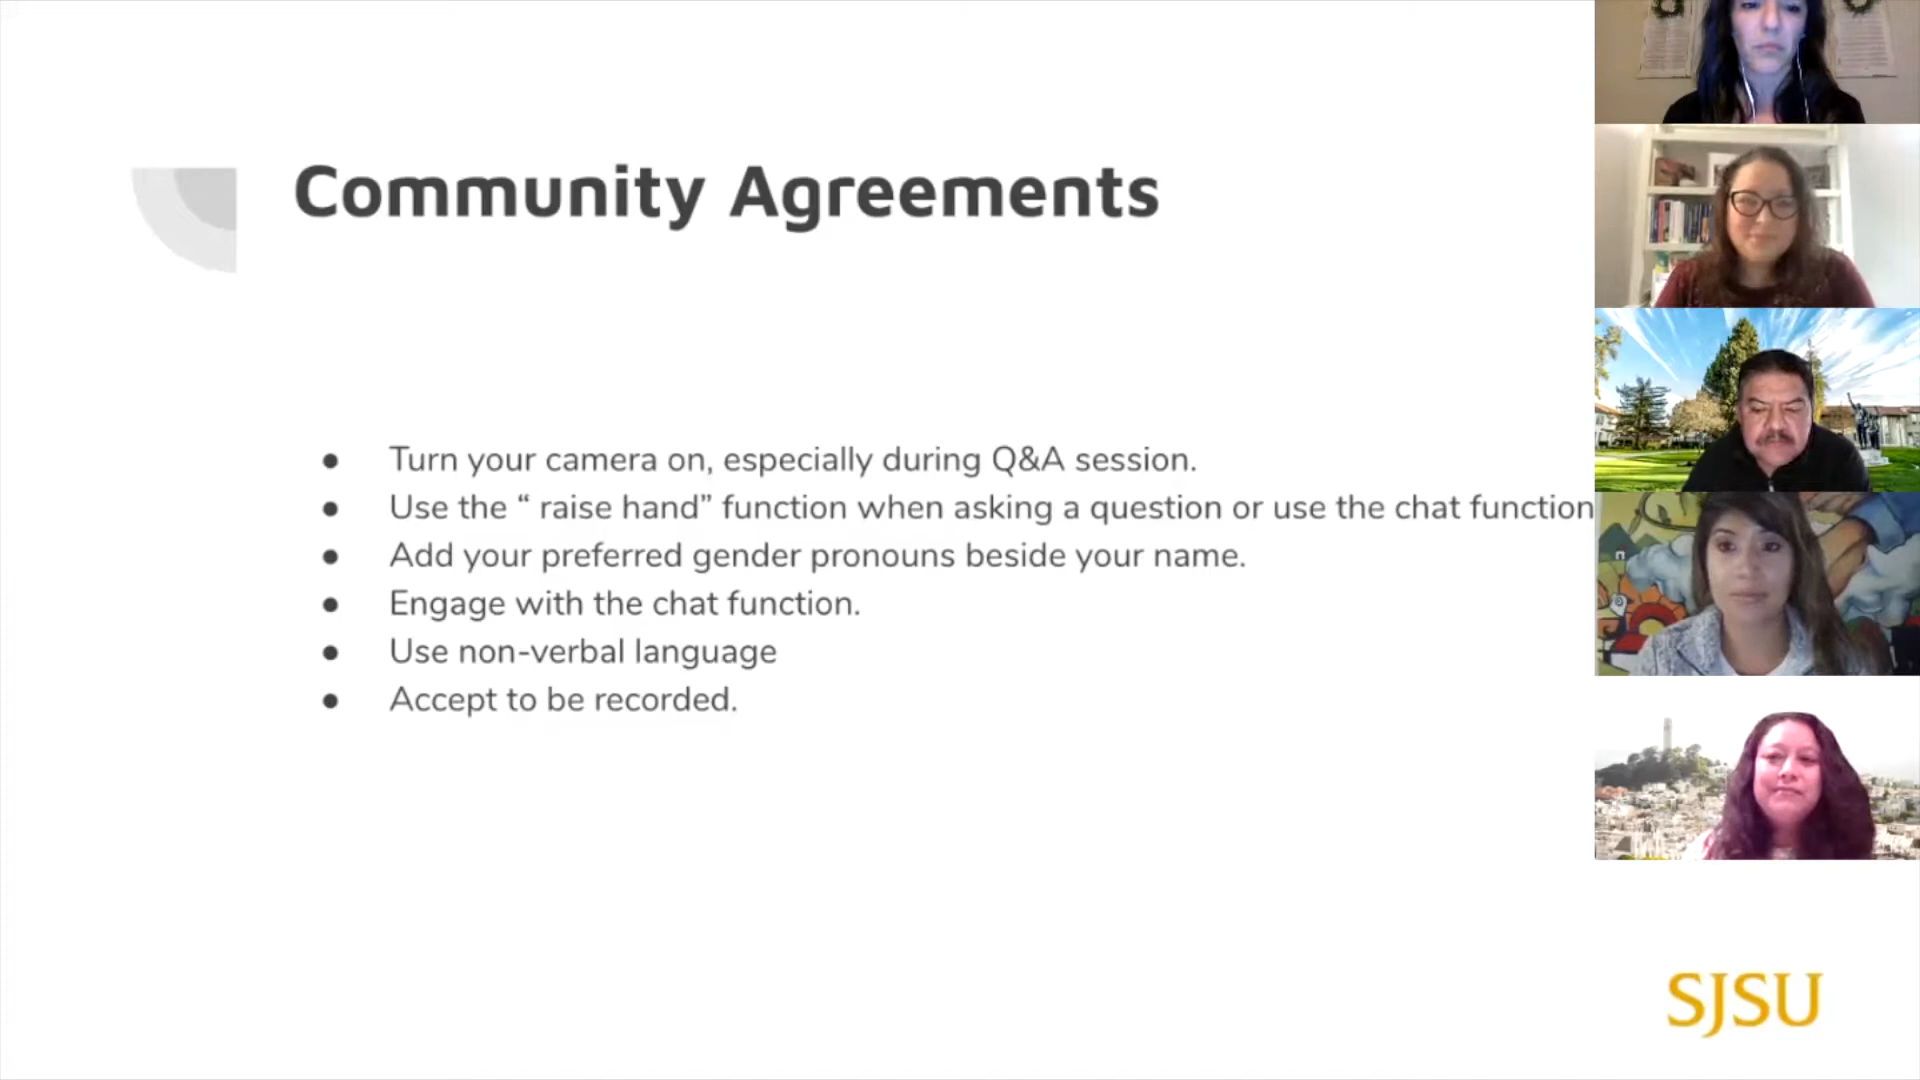 Community Agreements
● Turn your camera on, especially during Q&A session.
● Use the “ raise hand” function when asking a question or use the chat function
● Add your preferred gender pronouns beside your name.
● Engage with the chat function.
● Use non-verbal language
● Accept to be recorded.
SJSU